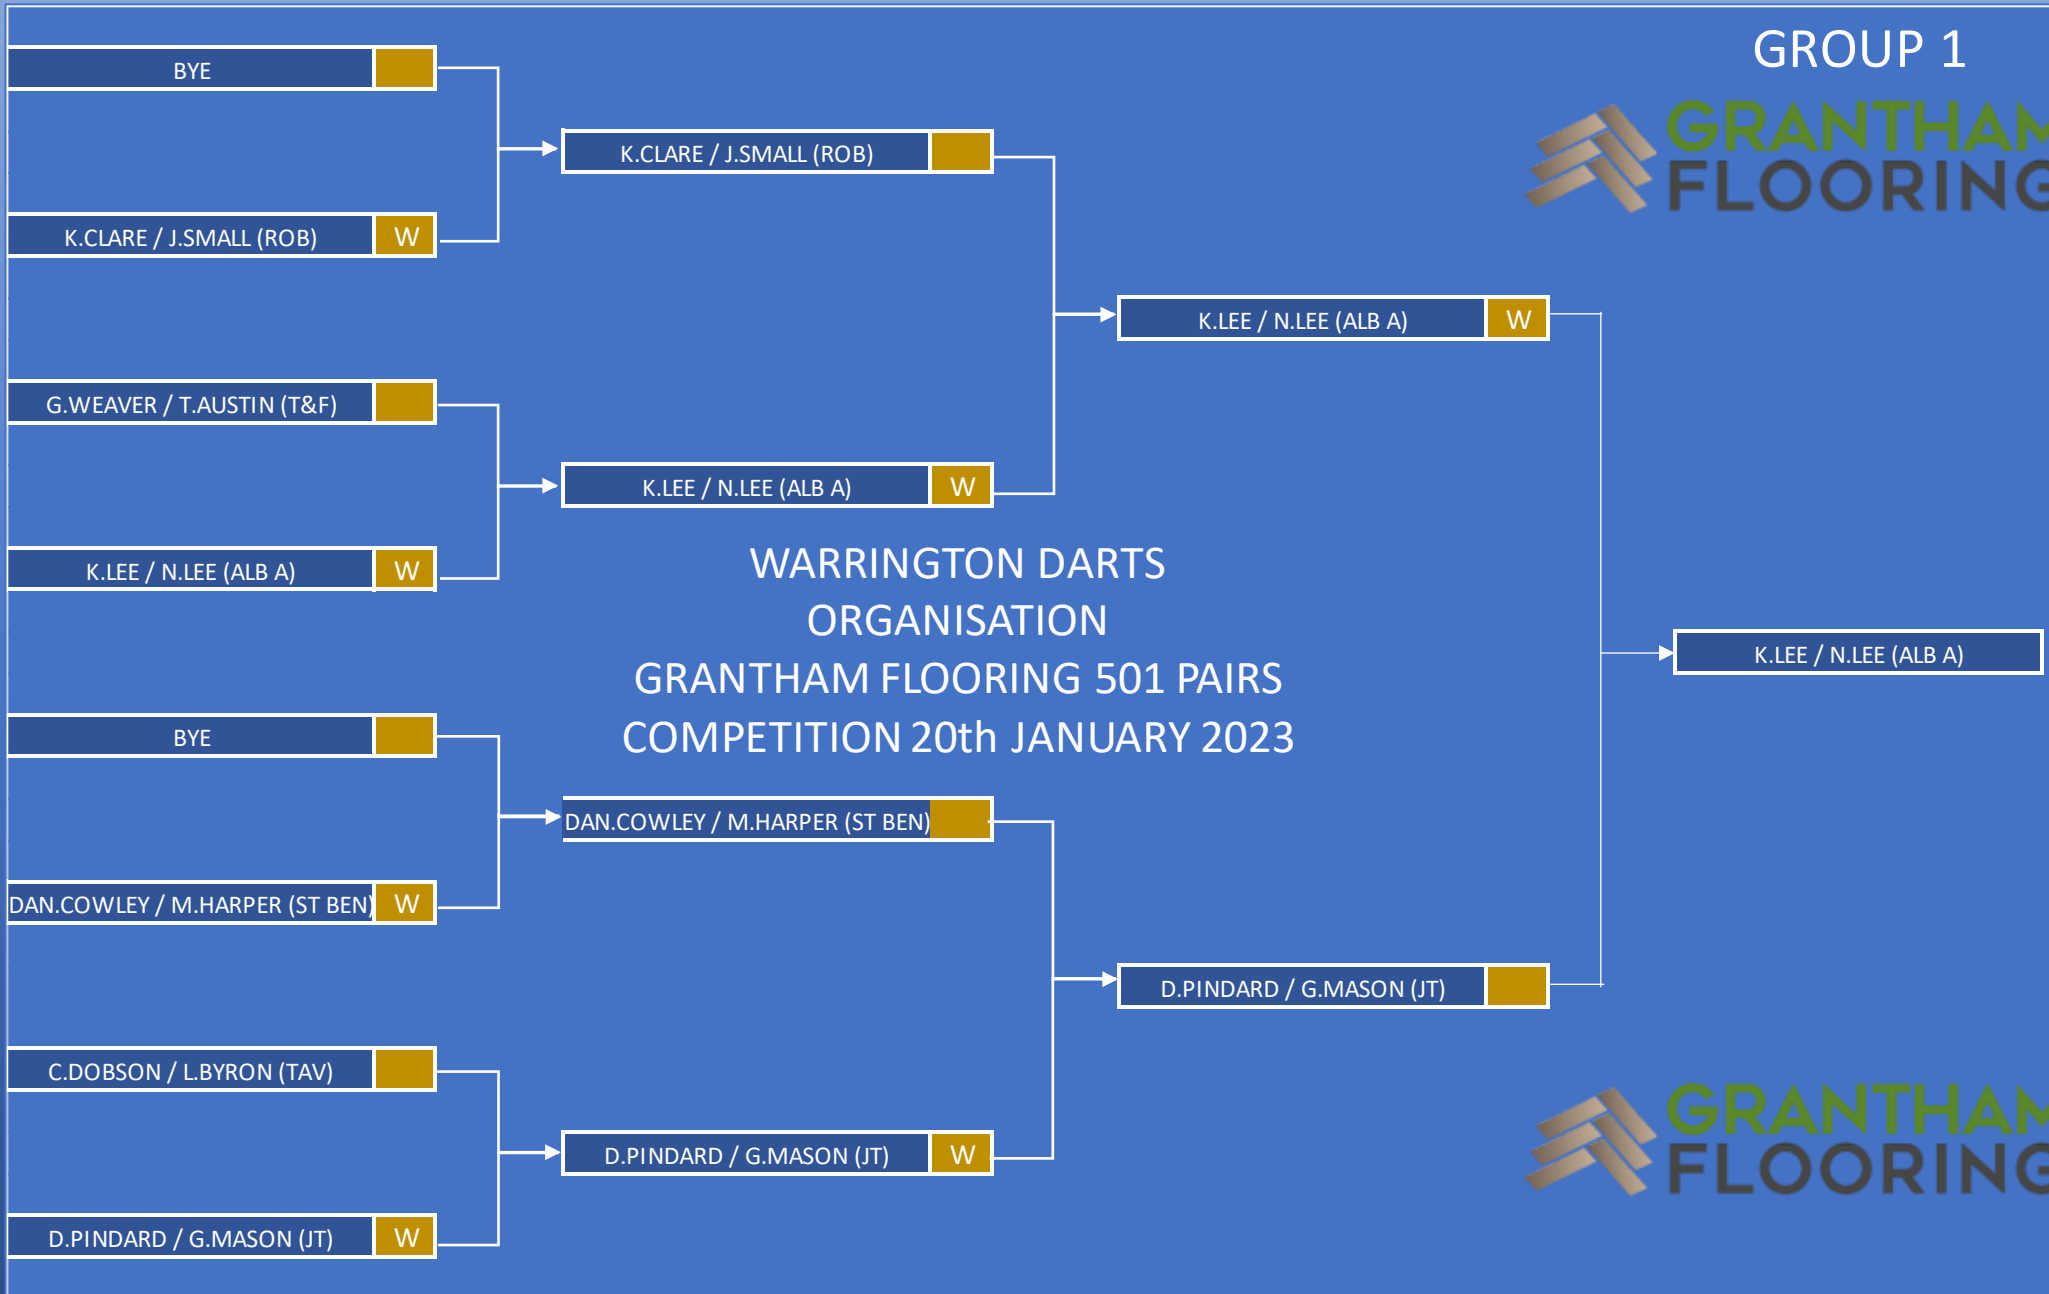 GROUP 1
GRANTHAM
FLOORING
BYE
K.CLARE / J.SMALL (ROB) W
G.WEAVER / T.AUSTIN (T&F)
K.LEE / N.LEE (ALB A) W
BYE
DAN.COWLEY / M.HARPER (ST BEN) W
C.DOBSON / L.BYRON (TAV)
D.PINDARD / G.MASON (JT) W
K.CLARE / J.SMALL (ROB)
K.LEE / N.LEE (ALB A) W
DAN.COWLEY / M.HARPER (ST BEN)
D.PINDARD / G.MASON (JT) W
WARRINGTON DARTS
ORGANISATION
GRANTHAM FLOORING 501 PAIRS
COMPETITION 20th JANUARY 2023
K.LEE / N.LEE (ALB A) W
D.PINDARD / G.MASON (JT)
K.LEE / N.LEE (ALB A)
GRANTHAM
FLOORING